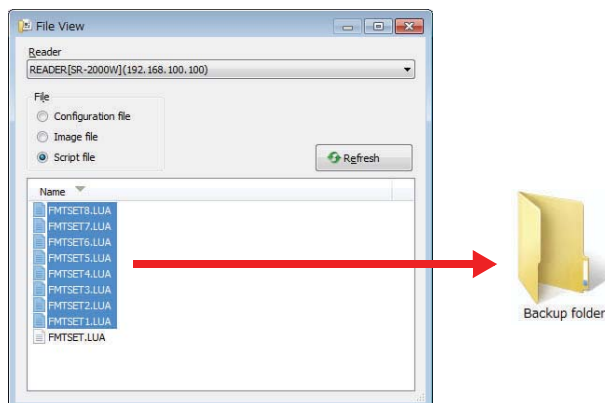 File View
Reader
READER[SR-2000W](192.168.100.100)
File
Configuration file
Image file
Script file
Refresh
Name
FMTSET8.LUA
FMTSET7.LUA
FMTSET6.LUA
FMTSET5.LUA
FMTSET4.LUA
FMTSET3.LUA
FMTSET2.LUA
FMTSET1.LUA
FMTSET.LUA
Backup folder